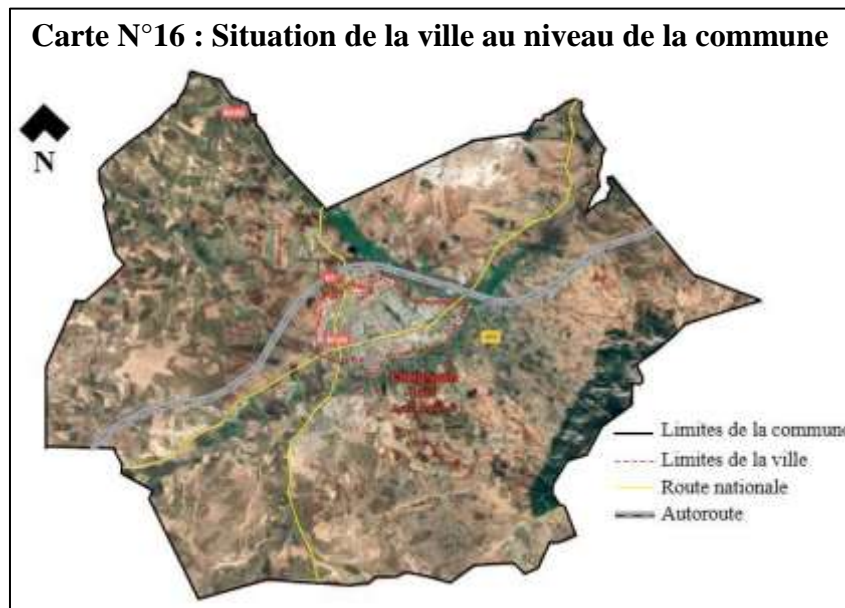 Carte N°16 : Situation de la ville au niveau de la commune
N
Limites de la commune
Limites de la ville
Route nationale
Autoroute